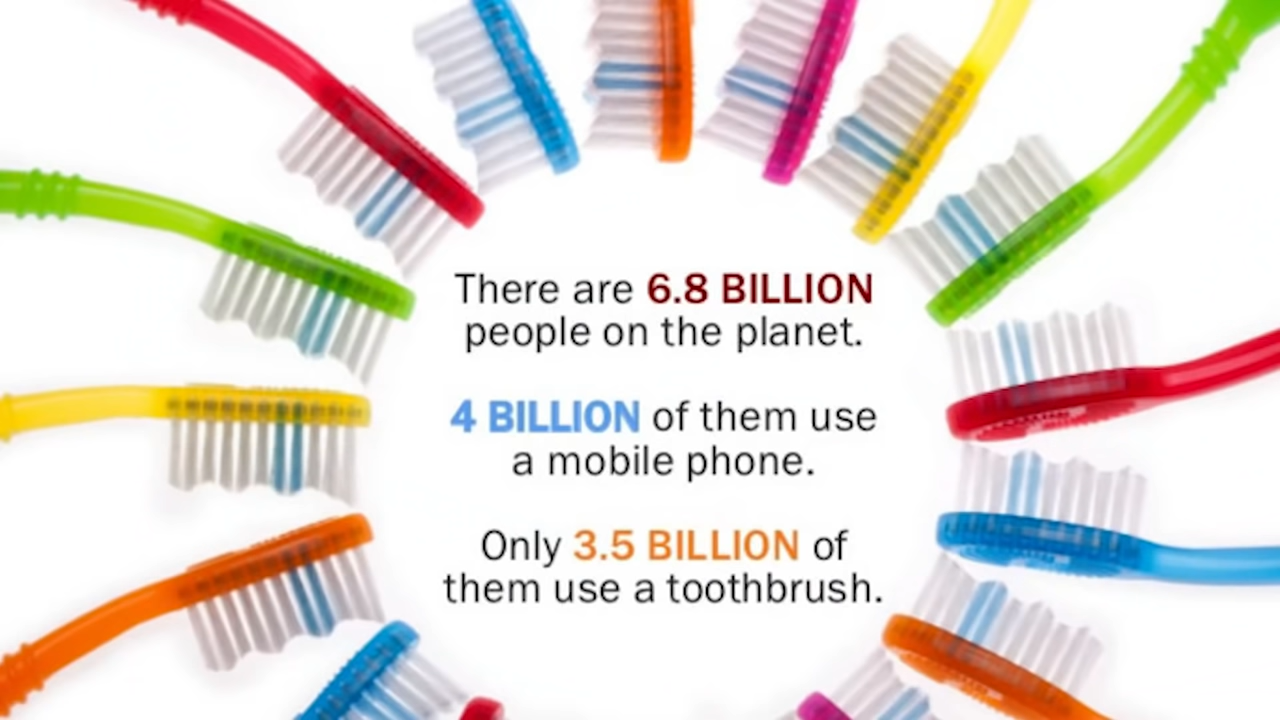 There are 6.8 BILLION
people on the planet.
4 BILLION of them use
a mobile phone.
Only 3.5 BILLION of
them use a toothbrush.